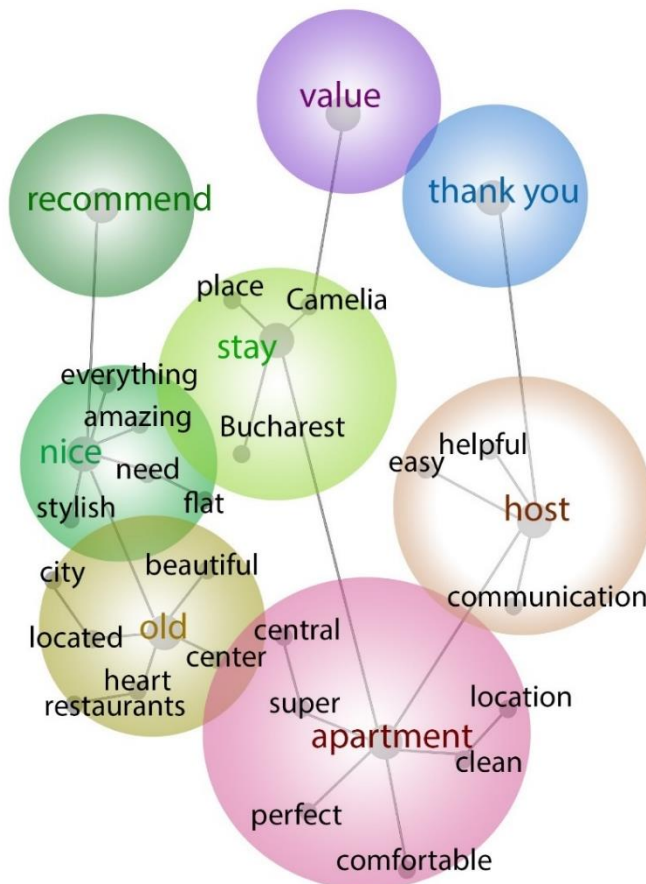 value
thank you
recommend
place
Camelia
stay
everything
amazing
Bucharest
nice
need
helpful
easy
stylish
flat
host
city
beautiful
communication
located
old
central
center
heart
restaurants
super
location
apartment
clean
perfect
comfortable